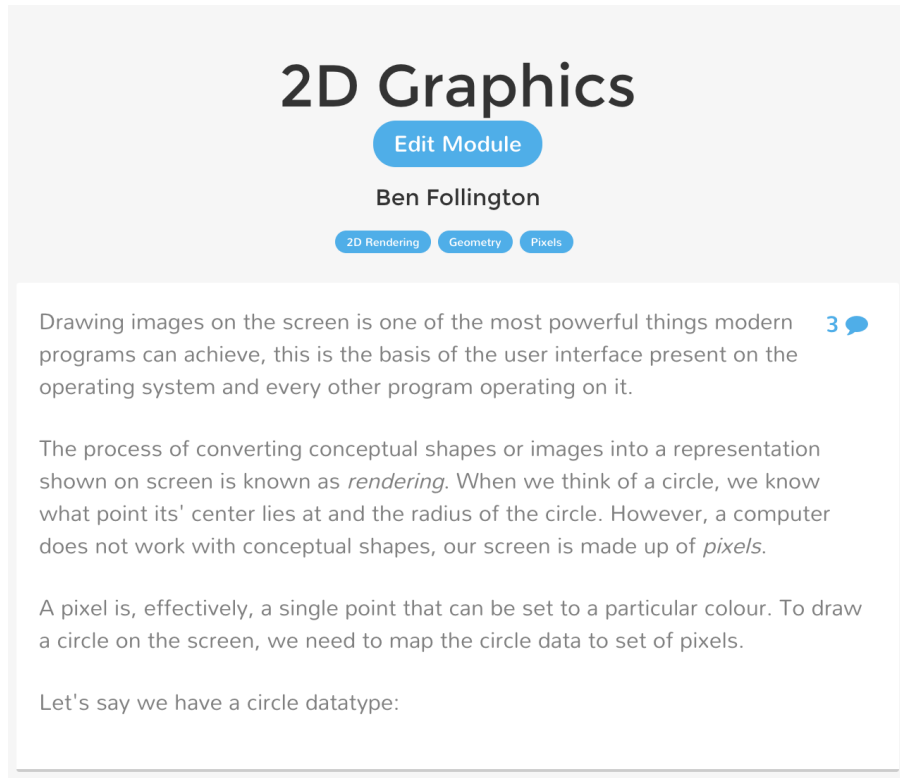 2D Graphics
Edit Module
Ben Follington
2D Rendering Geometry Pixels
Drawing images on the screen is one of the most powerful things modern 3
programs can achieve, this is the basis of the user interface present on the
operating system and every other program operating on it.
The process of converting conceptual shapes or images into a representation
shown on screen is known as rendering. When we think of a circle, we know
what point its' center lies at and the radius of the circle. However, a computer
does not work with conceptual shapes, our screen is made up of pixels.
A pixel is, effectively, a single point that can be set to a particular colour. To draw
a circle on the screen, we need to map the circle data to set of pixels.
Let's say we have a circle datatype: